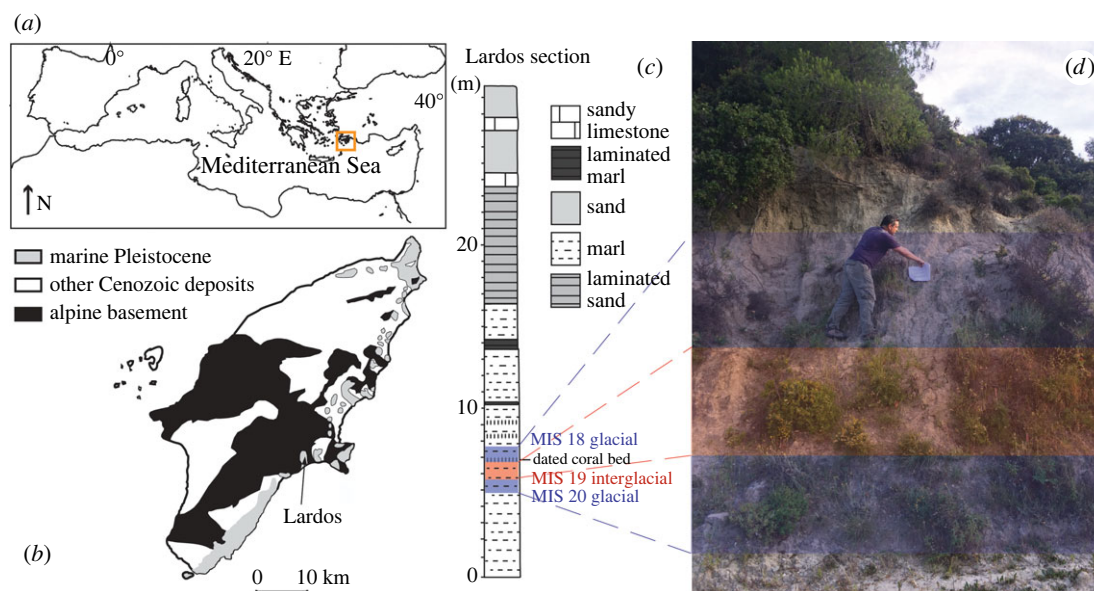 (a)
0°
20° E
40°
Mediterranean Sea
N
marine Pleistocene
other Cenozoic deposits
alpine basement
Lardos
(b)
0 10 km
Lardos section
(m)
20
10
0
(c)
sandy
limestone
laminated
marl
sand
marl
laminated
sand
MIS 18 glacial
dated coral bed
MIS 19 interglacial
MIS 20 glacial
(d)